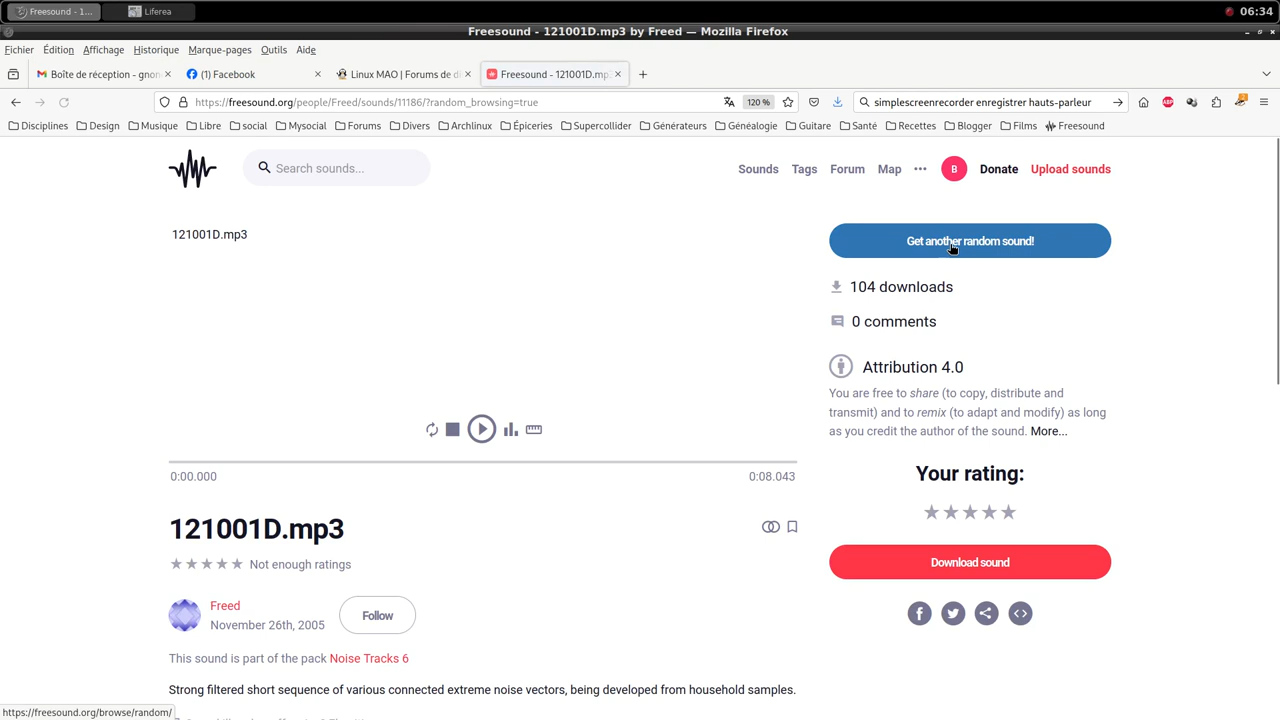 Freesound - 1...
Liferea
06:34
Freesound - 121001D.mp3 by Freed — Mozilla Firefox
Fichier Édition Affichage Historique Marque-pages Outils Aide
Boîte de réception - gnon
(1) Facebook
Linux MAO | Forums de di
Freesound - 121001D.mp3
https://freesound.org/people/Freed/sounds/11186/?random_browsing=true
120 %
simplescreenrecorder enregistrer hauts-parleur
Disciplines Design Musique Libre social Mysocial Forums Divers Archlinux Épiceries Supercollider Générateurs Généalogie Guitare Santé Recettes Blogger Films Freesound
Search sounds...
Sounds Tags Forum Map B Donate Upload sounds
121001D.mp3
Get another random sound!
104 downloads
0 comments
Attribution 4.0
You are free to share (to copy, distribute and
transmit) and to remix (to adapt and modify) as long
as you credit the author of the sound. More...
0:00.000
0:08.043
Your rating:
121001D.mp3
Not enough ratings
Download sound
Freed
November 26th, 2005
Follow
This sound is part of the pack Noise Tracks 6
Strong filtered short sequence of various connected extreme noise vectors, being developed from household samples.
https://freesound.org/browse/random/